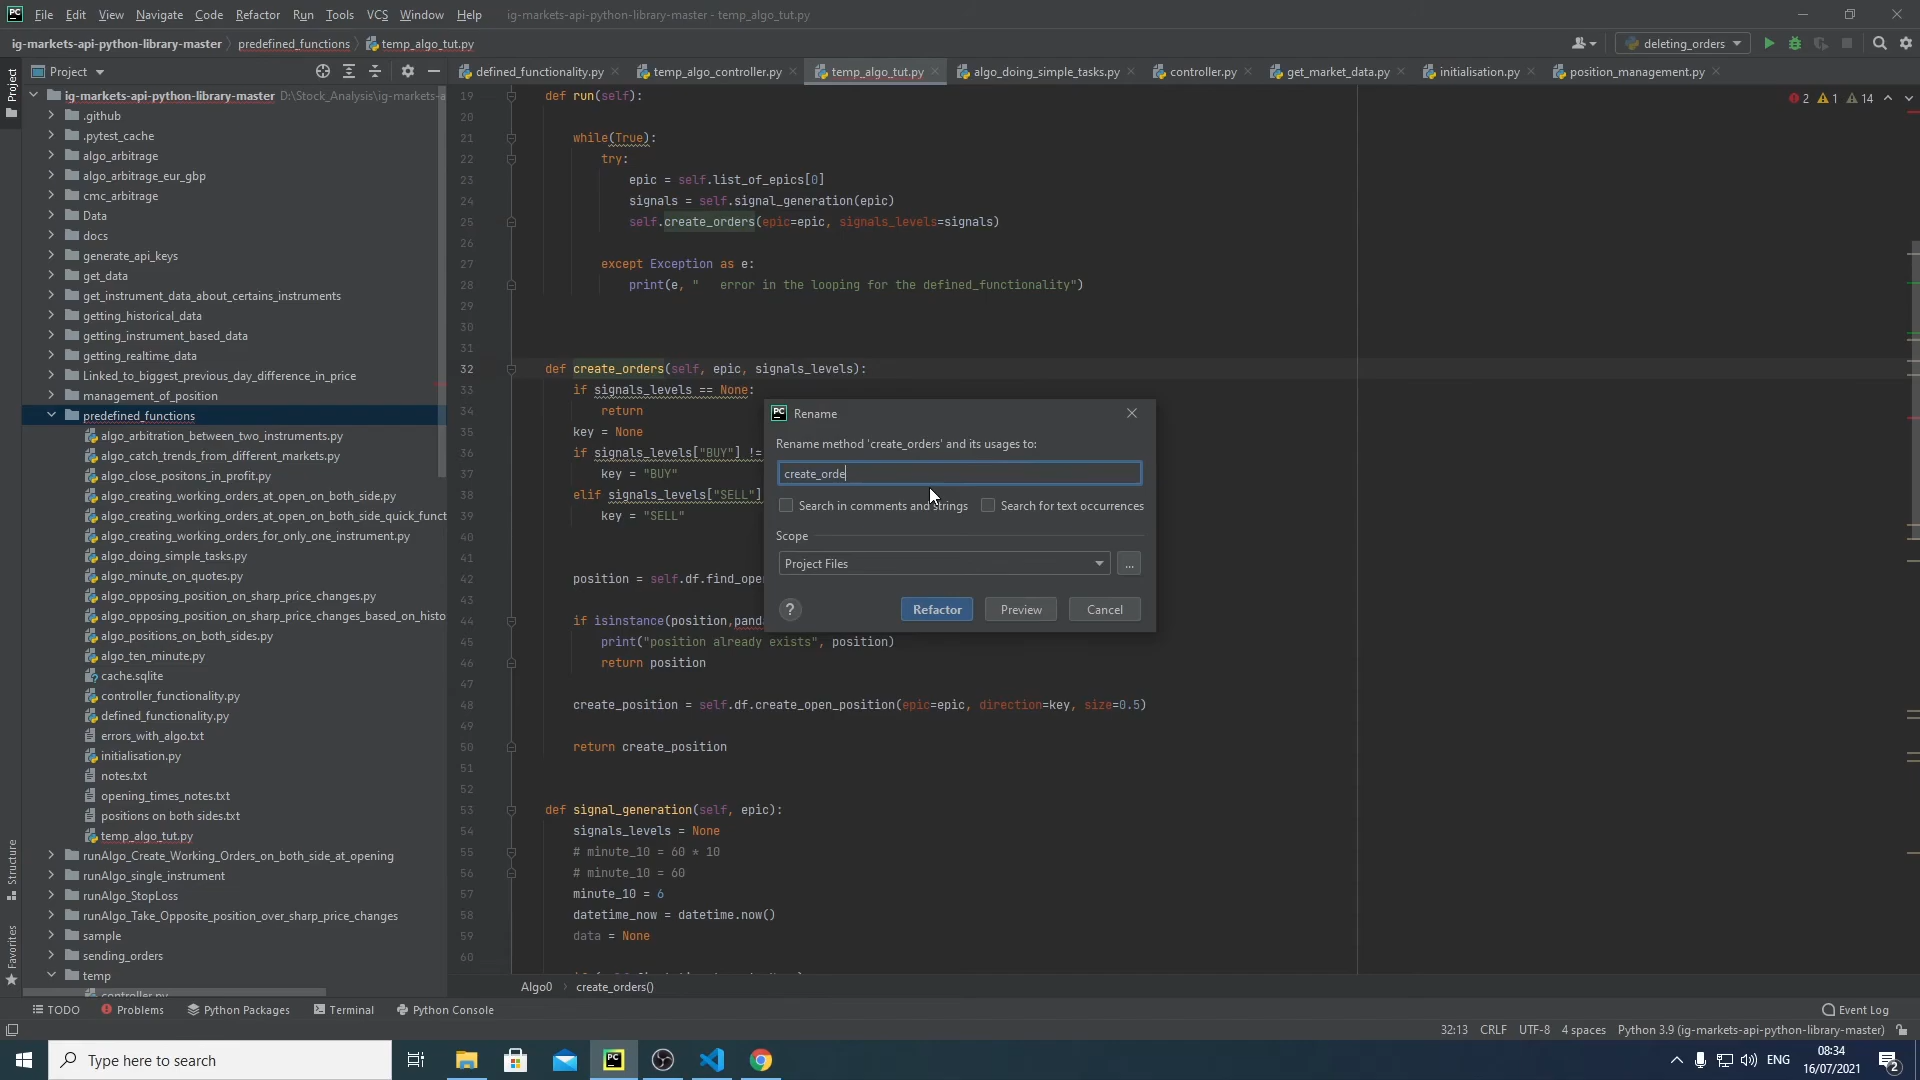 File Edit View Navigate Code Refactor Run Tools VCS Window Help ig-markets-api-python-library-master - temp_algo_tut.py
ig-markets-api-python-library-master predefined_functions temp_algo_tut.py deleting_orders
Project defined_functionality.py temp_algo_controller.py temp_algo_tut.py algo_doing_simple_tasks.py controller.py get_market_data.py initialisation.py position_management.py
Project
ig-markets-api-python-library-master D:\Stock_Analysis\ig-markets-a
.github
.pytest_cache
algo_arbitrage
algo_arbitrage_eur_gbp
cmc_arbitrage
Data
docs
generate_api_keys
get_data
get_instrument_data_about_certains_instruments
getting_historical_data
getting_instrument_based_data
getting_realtime_data
Linked_to_biggest_previous_day_difference_in_price
management_of_position
predefined_functions
algo_arbitration_between_two_instruments.py
algo_catch_trends_from_different_markets.py
algo_close_positons_in_profit.py
algo_creating_working_orders_at_open_on_both_side.py
algo_creating_working_orders_at_open_on_both_side_quick_funct
algo_creating_working_orders_for_only_one_instrument.py
algo_doing_simple_tasks.py
algo_minute_on_quotes.py
algo_opposing_position_on_sharp_price_changes.py
algo_opposing_position_on_sharp_price_changes_based_on_histo
algo_positions_on_both_sides.py
algo_ten_minute.py
cache.sqlite
controller_functionality.py
defined_functionality.py
errors_with_algo.txt
initialisation.py
notes.txt
opening_times_notes.txt
positions on both sides.txt
temp_algo_tut.py
runAlgo_Create_Working_Orders_on_both_side_at_opening
runAlgo_single_instrument
runAlgo_StopLoss
runAlgo_Take_Opposite_position_over_sharp_price_changes
sample
sending_orders
temp
controller.py
Structure
Favorites
2 1 14
19 def run(self):
20
21 while(True):
22 try:
23 epic = self.list_of_epics[0]
24 signals = self.signal_generation(epic)
25 self.create_orders(epic=epic, signals_levels=signals)
26
27 except Exception as e:
28 print(e, "   error in the looping for the defined_functionality")
29
30
31
32 def create_orders(self, epic, signals_levels):
33 if signals_levels == None:
34 return
35 key = None
36 if signals_levels["BUY"] !=
37 key = "BUY"
38 elif signals_levels["SELL"]
39 key = "SELL"
40
41
42 position = self.df.find_ope
43
44 if isinstance(position,pand
45 print("position already exists", position)
46 return position
47
48 create_position = self.df.create_open_position(epic=epic, direction=key, size=0.5)
49
50 return create_position
51
52
53 def signal_generation(self, epic):
54 signals_levels = None
55 # minute_10 = 60 * 10
56 # minute_10 = 60
57 minute_10 = 6
58 datetime_now = datetime.now()
59 data = None
60
Rename
Rename method 'create_orders' and its usages to:
create_orde
Search in comments and strings Search for text occurrences
Scope
Project Files ...
? Refactor Preview Cancel
Algo0 create_orders()
TODO Problems Python Packages Terminal Python Console Event Log
32:13 CRLF UTF-8 4 spaces Python 3.9 (ig-markets-api-python-library-master)
Type here to search ENG 08:34
16/07/2021 2